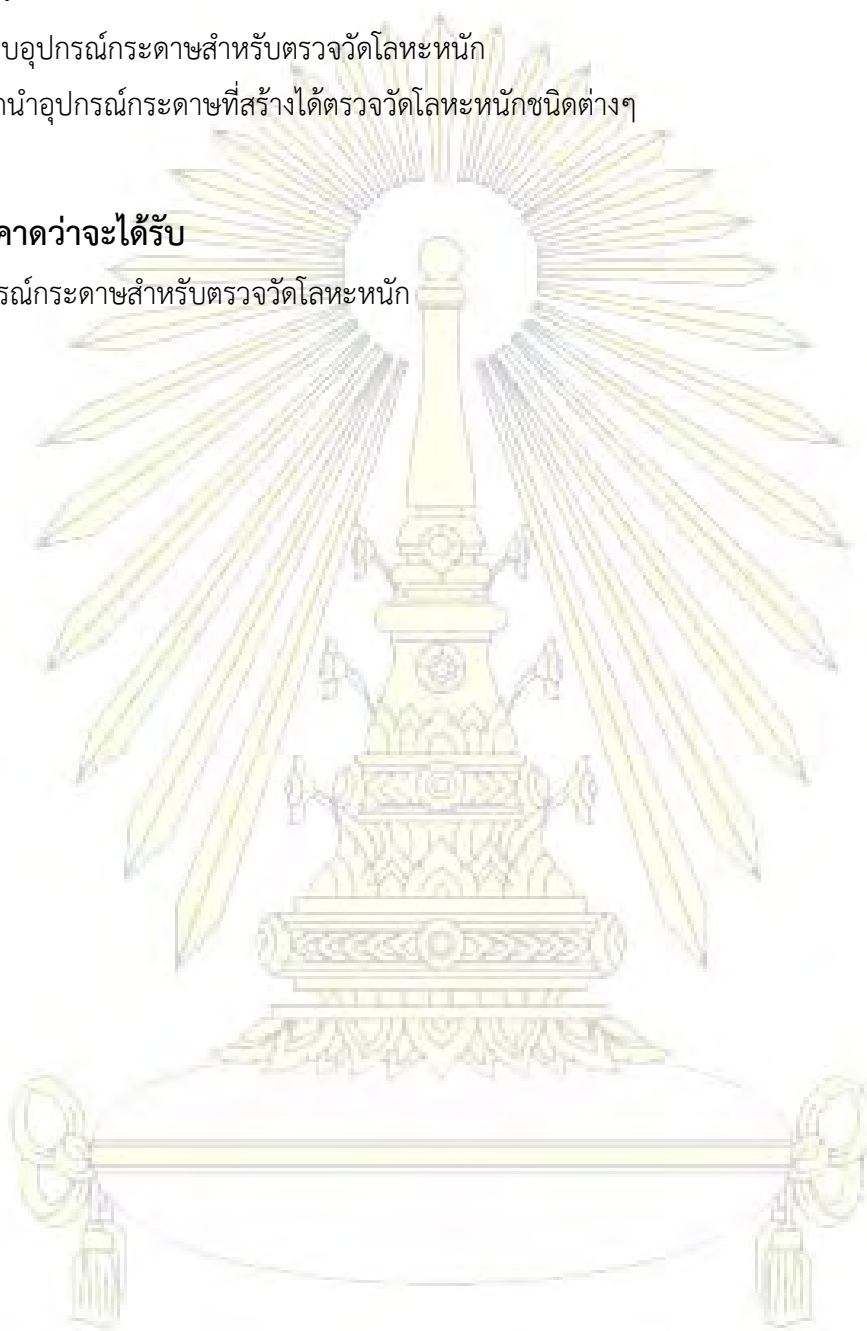 บอุปกรณ์กระดาษสำหรับตรวจวัดโลหะหนัก
นำอุปกรณ์กระดาษที่สร้างได้ตรวจวัดโลหะหนักชนิดต่างๆ
คาดว่าจะได้รับ
รณ์กระดาษสำหรับตรวจวัดโลหะหนัก